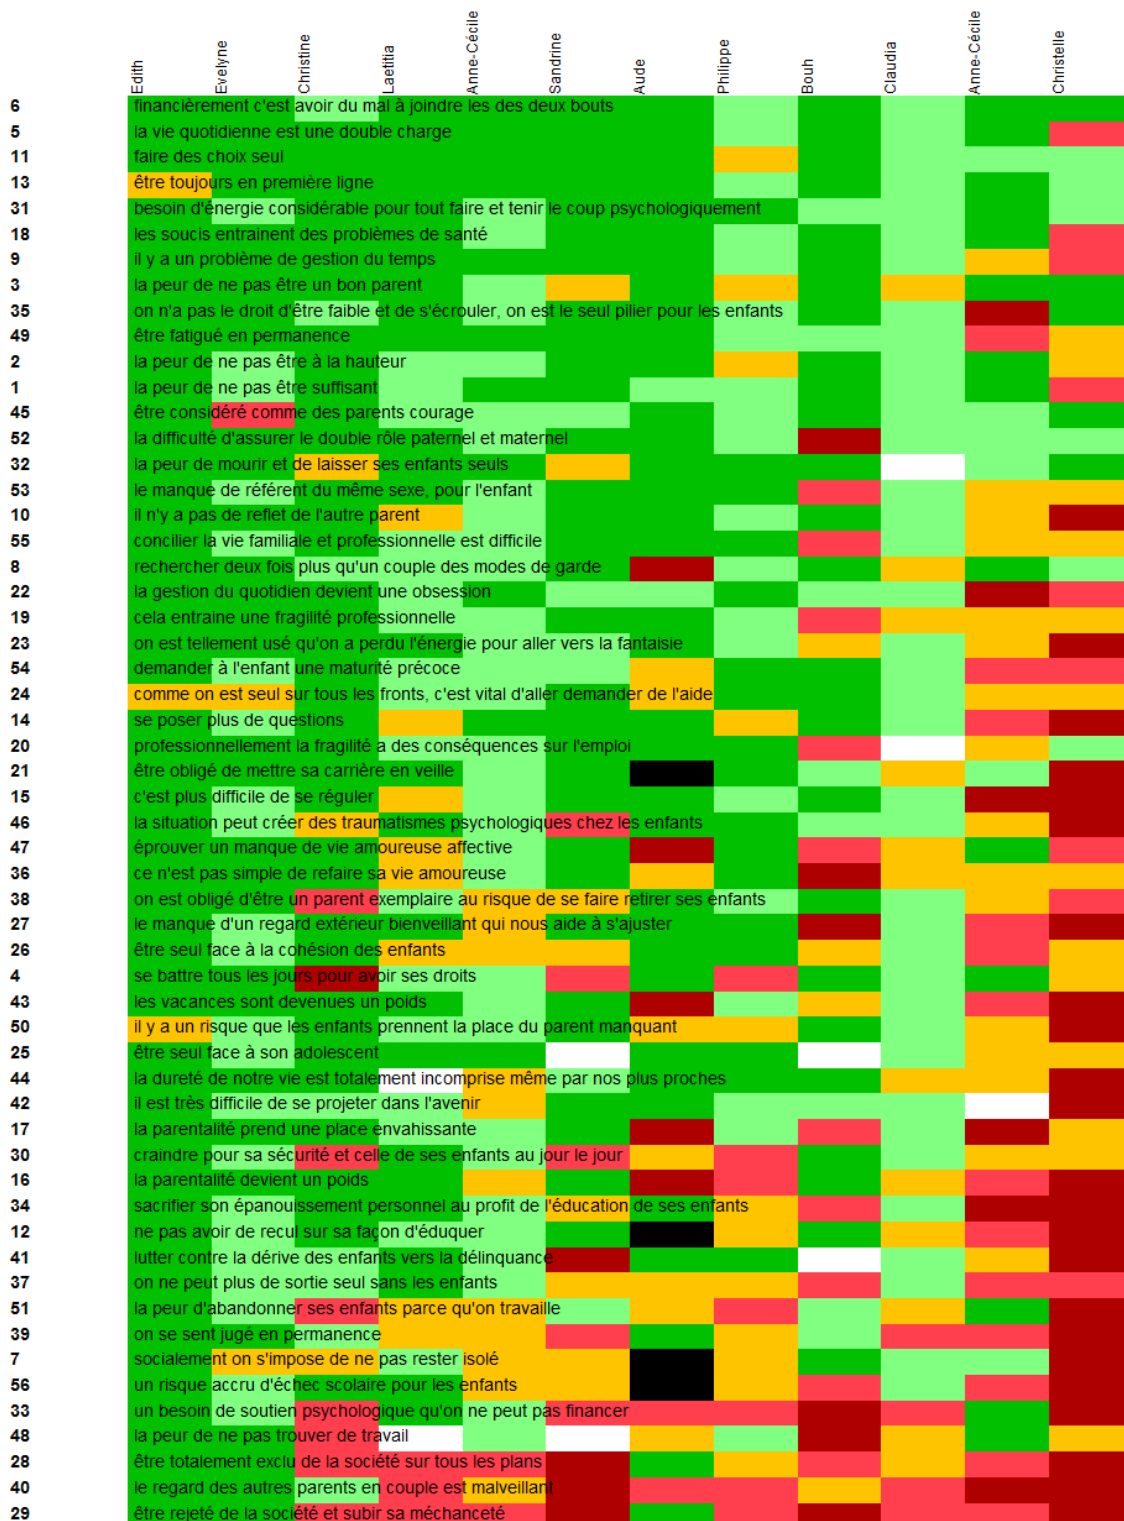 Edith Evelyne Christine Laetitia Anne-Cécile Sandrine Aude Philippe Bouh Claudia Anne-Cécile Christelle
6 financièrement c'est avoir du mal à joindre les des deux bouts
5 la vie quotidienne est une double charge
11 faire des choix seul
13 être toujours en première ligne
31 besoin d'énergie considérable pour tout faire et tenir le coup psychologiquement
18 les soucis entrainent des problèmes de santé
9 il y a un problème de gestion du temps
3 la peur de ne pas être un bon parent
35 on n'a pas le droit d'être faible et de s'écrouler, on est le seul pilier pour les enfants
49 être fatigué en permanence
2 la peur de ne pas être à la hauteur
1 la peur de ne pas être suffisant
45 être considéré comme des parents courage
52 la difficulté d'assurer le double rôle paternel et maternel
32 la peur de mourir et de laisser ses enfants seuls
53 le manque de référent du même sexe, pour l'enfant
10 il n'y a pas de reflet de l'autre parent
55 concilier la vie familiale et professionnelle est difficile
8 rechercher deux fois plus qu'un couple des modes de garde
22 la gestion du quotidien devient une obsession
19 cela entraine une fragilité professionnelle
23 on est tellement usé qu'on a perdu l'énergie pour aller vers la fantaisie
54 demander à l'enfant une maturité précoce
24 comme on est seul sur tous les fronts, c'est vital d'aller demander de l'aide
14 se poser plus de questions
20 professionnellement la fragilité a des conséquences sur l'emploi
21 être obligé de mettre sa carrière en veille
15 c'est plus difficile de se réguler
46 la situation peut créer des traumatismes psychologiques chez les enfants
47 éprouver un manque de vie amoureuse affective
36 ce n'est pas simple de refaire sa vie amoureuse
38 on est obligé d'être un parent exemplaire au risque de se faire retirer ses enfants
27 le manque d'un regard extérieur bienveillant qui nous aide à s'ajuster
26 être seul face à la cohésion des enfants
4 se battre tous les jours pour avoir ses droits
43 les vacances sont devenues un poids
50 il y a un risque que les enfants prennent la place du parent manquant
25 être seul face à son adolescent
44 la dureté de notre vie est totalement incomprise même par nos plus proches
42 il est très difficile de se projeter dans l'avenir
17 la parentalité prend une place envahissante
30 craindre pour sa sécurité et celle de ses enfants au jour le jour
16 la parentalité devient un poids
34 sacrifier son épanouissement personnel au profit de l'éducation de ses enfants
12 ne pas avoir de recul sur sa façon d'éduquer
41 lutter contre la dérive des enfants vers la délinquance
37 on ne peut plus de sortie seul sans les enfants
51 la peur d'abandonner ses enfants parce qu'on travaille
39 on se sent jugé en permanence
7 socialement on s'impose de ne pas rester isolé
56 un risque accru d'échec scolaire pour les enfants
33 un besoin de soutien psychologique qu'on ne peut pas financer
48 la peur de ne pas trouver de travail
28 être totalement exclu de la société sur tous les plans
40 le regard des autres parents en couple est malveillant
29 être rejeté de la société et subir sa méchanceté